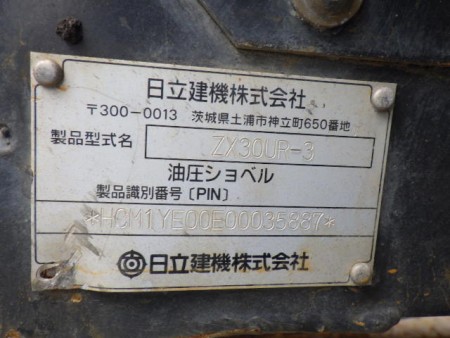 日立建機株式会社
〒300-0013 茨城県土浦市神立町650番地
製品型式名 ZX30UR-3
油圧ショベル
製品識別番号〔PIN〕
*HCM1YE00E00035387*
日立建機株式会社